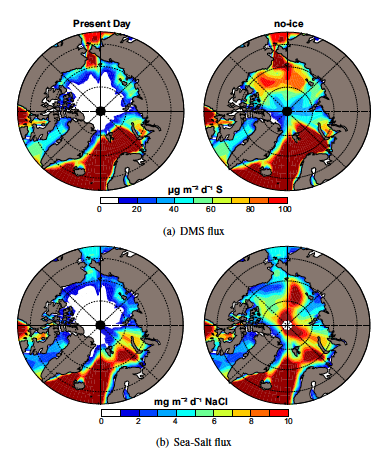 Present Day
no-ice
µg m⁻² d⁻¹ S
0 20 40 60 80 100
(a) DMS flux
mg m⁻² d⁻¹ NaCl
0 2 4 6 8 10
(b) Sea-Salt flux